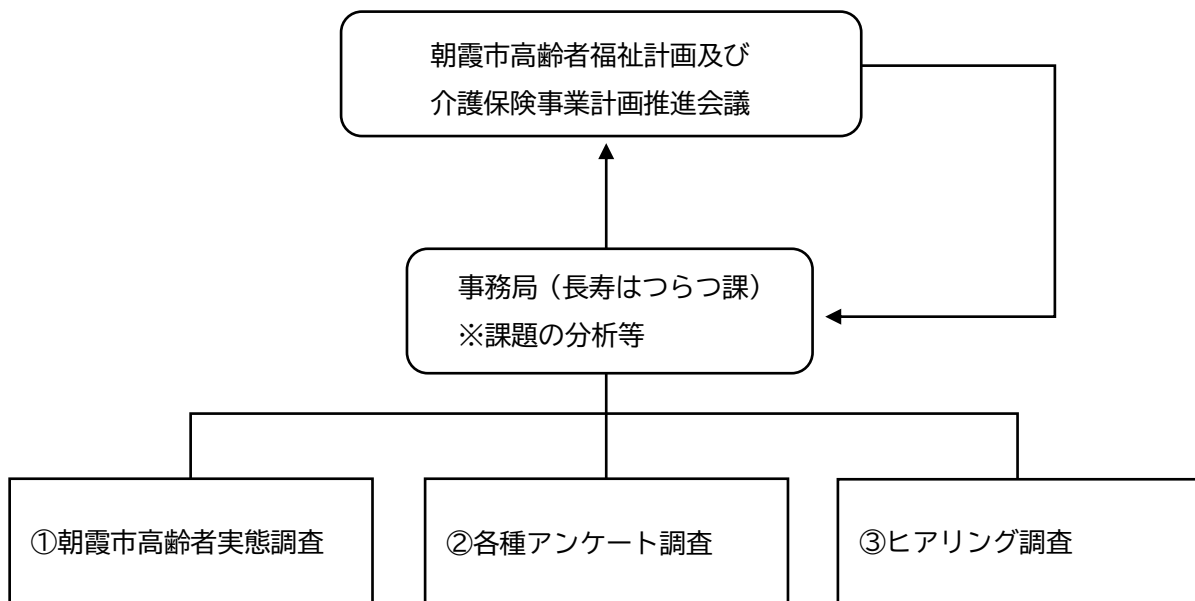 朝霞市高齢者福祉計画及び
介護保険事業計画推進会議
事務局（長寿はつらつ課）
※課題の分析等
①朝霞市高齢者実態調査
②各種アンケート調査
③ヒアリング調査